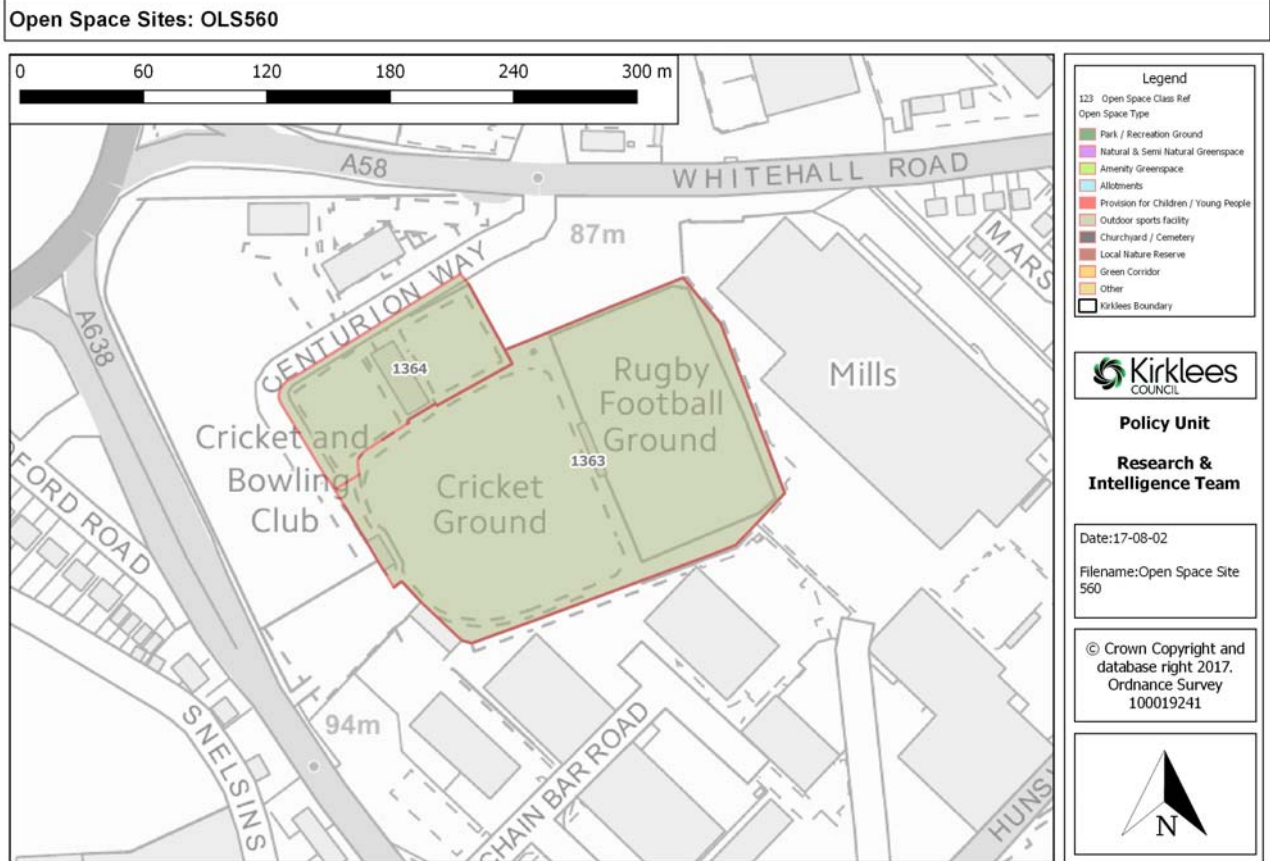 Open Space Sites: OLS560
0 60 120 180 240 300 m
A58
WHITEHALL ROAD
87m
CENTURION WAY
MARS
A638
1364
Rugby
Football
Ground
Mills
Cricket and
Bowling
Club
1363
Cricket
Ground
FORD ROAD
94m
SNELSINS
CHAIN BAR ROAD
HUNS
Legend
123 Open Space Class Ref
Open Space Type
Park / Recreation Ground
Natural & Semi Natural Greenspace
Amenity Greenspace
Allotments
Provision for Children / Young People
Outdoor sports facility
Churchyard / Cemetery
Local Nature Reserve
Green Corridor
Other
Kirklees Boundary
Kirklees
COUNCIL
Policy Unit
Research &
Intelligence Team
Date:17-08-02
Filename:Open Space Site
560
© Crown Copyright and
database right 2017.
Ordnance Survey
100019241
N